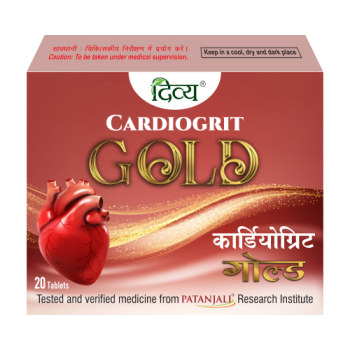 सावधानी : चिकित्सकीय निरीक्षण में प्रयोग करें।
Caution: To be taken under medical supervision.
Keep in a cool, dry and dark place
दिव्य®
CARDIOGRIT
GOLD
कार्डियोग्रिट
गोल्ड
20 Tablets
Tested and verified medicine from PATANJALI® Research Institute